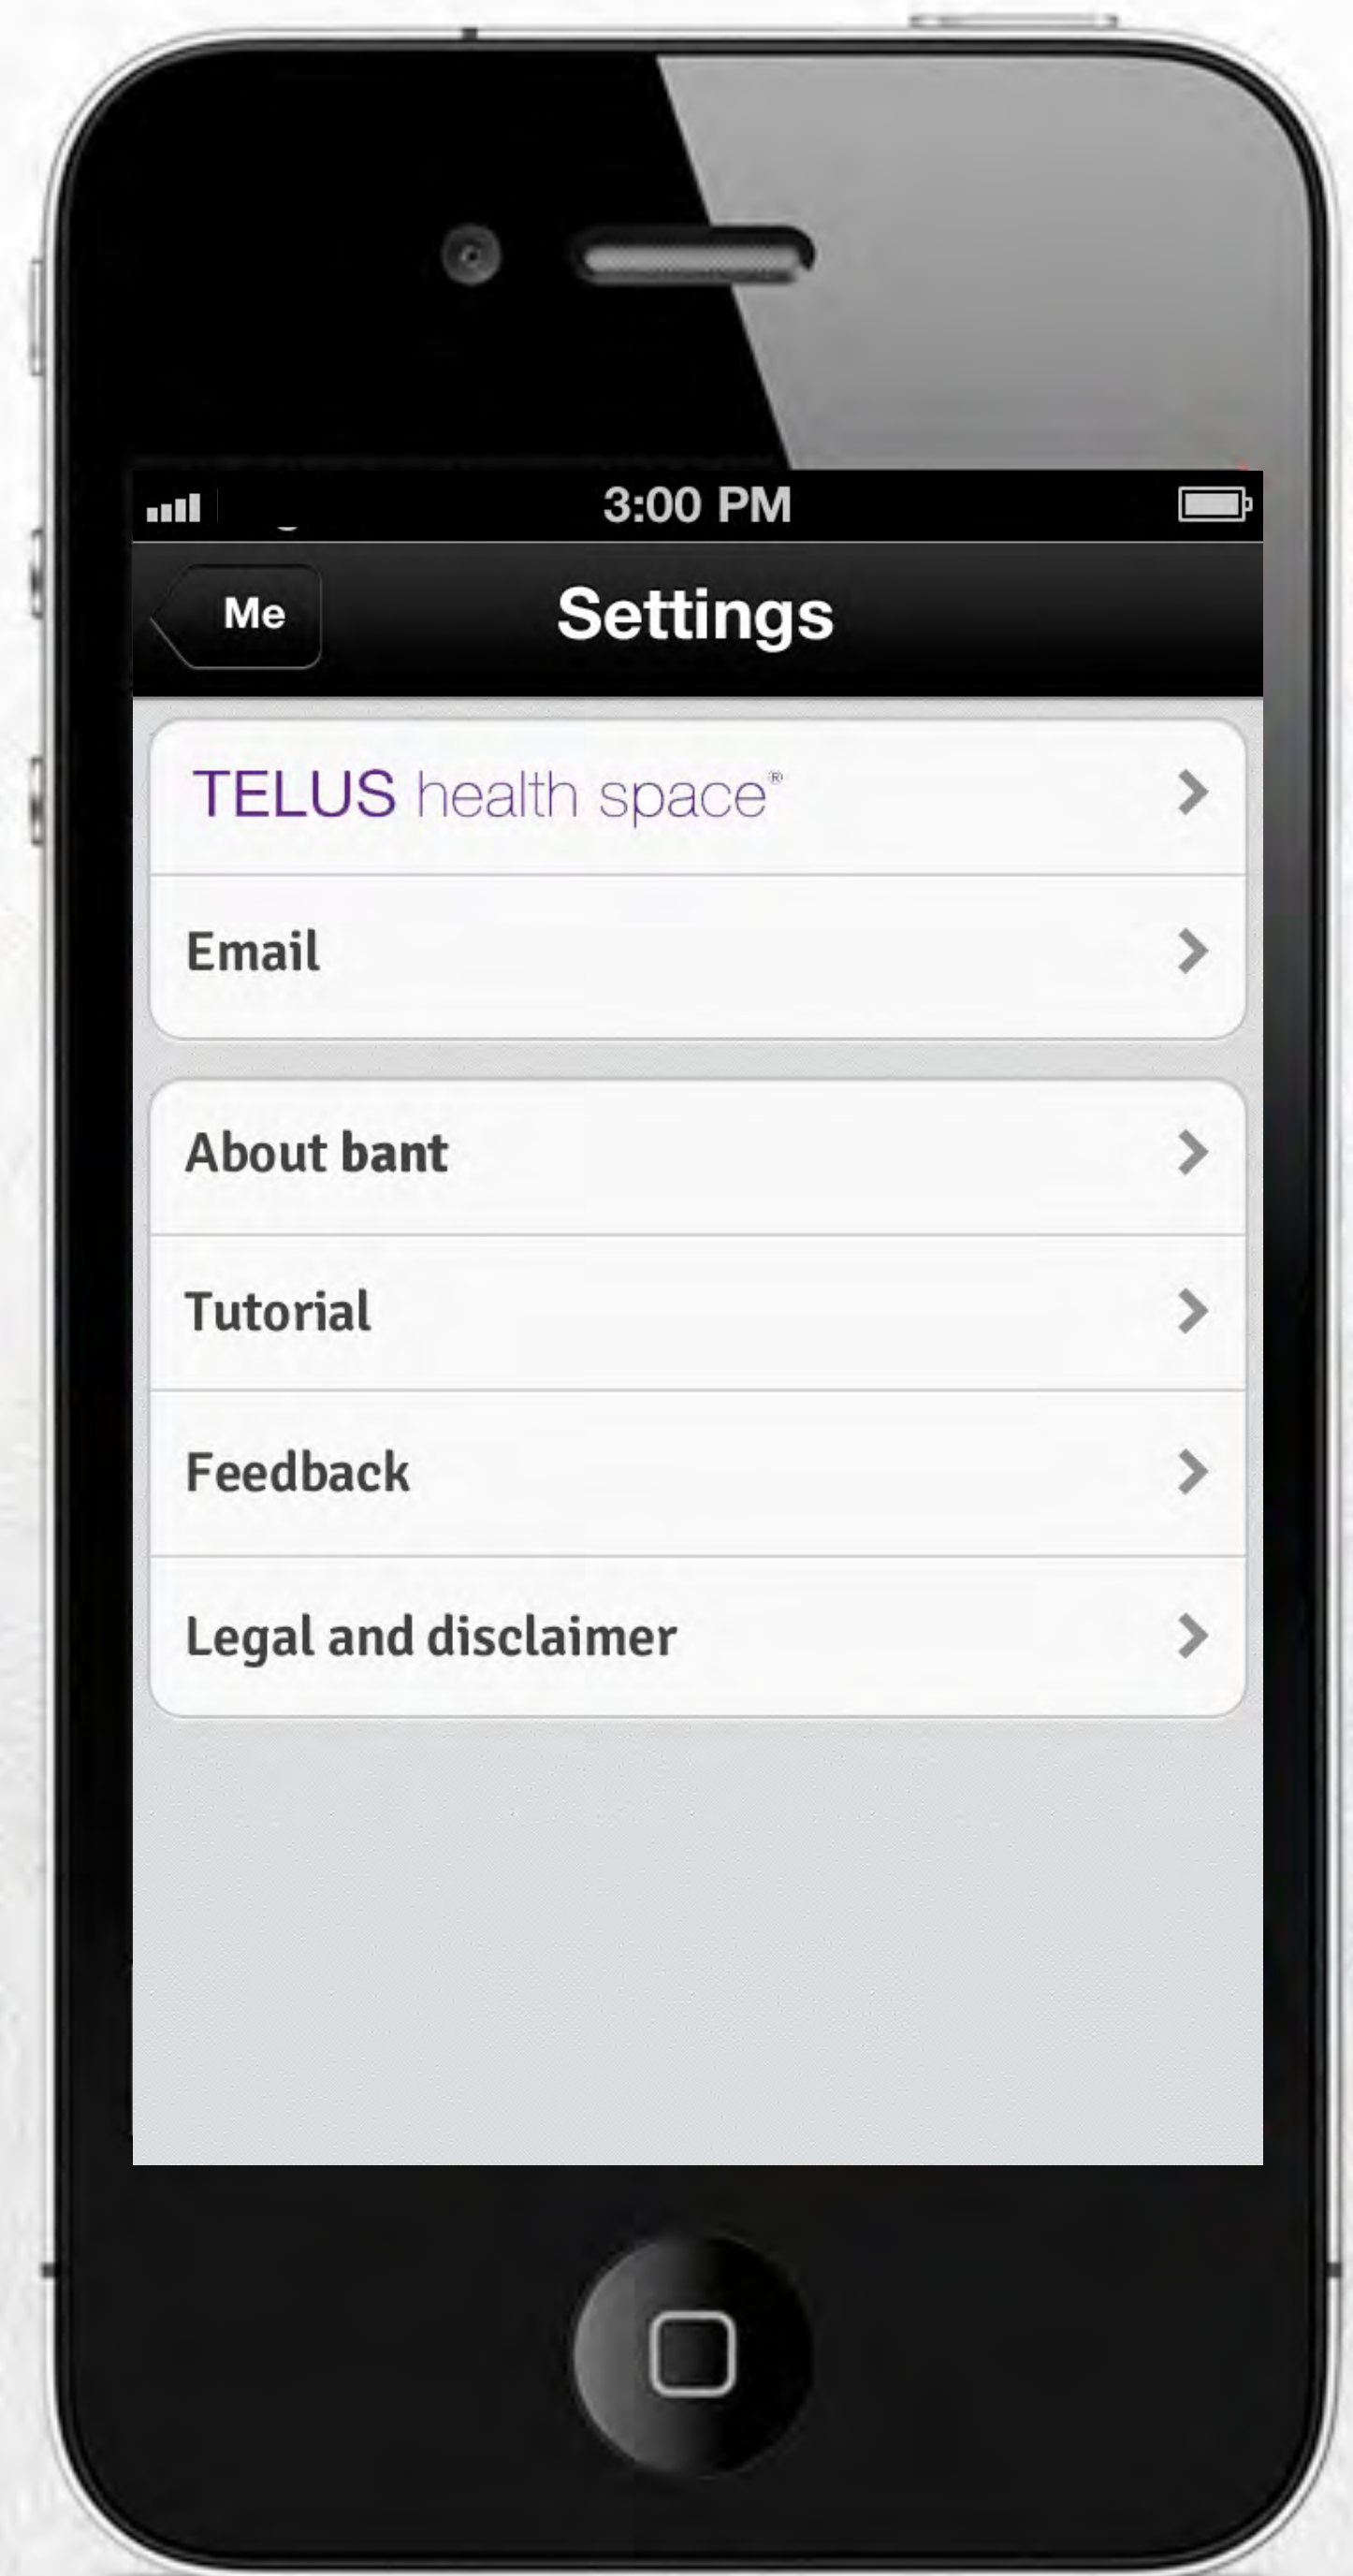 3:00 PM
Me
Settings
TELUS health space®
Email
About bant
Tutorial
Feedback
Legal and disclaimer